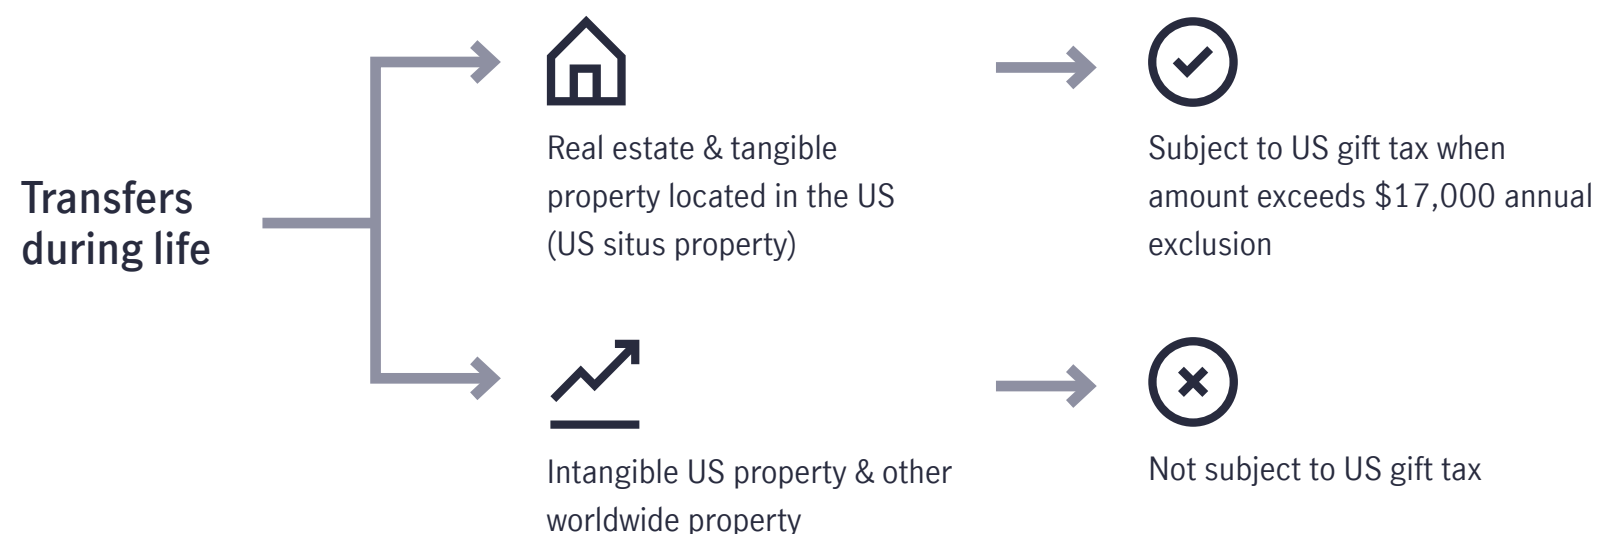 Transfers
during life
Real estate & tangible
property located in the US
(US situs property)
Subject to US gift tax when
amount exceeds $17,000 annual
exclusion
Intangible US property & other
worldwide property
Not subject to US gift tax